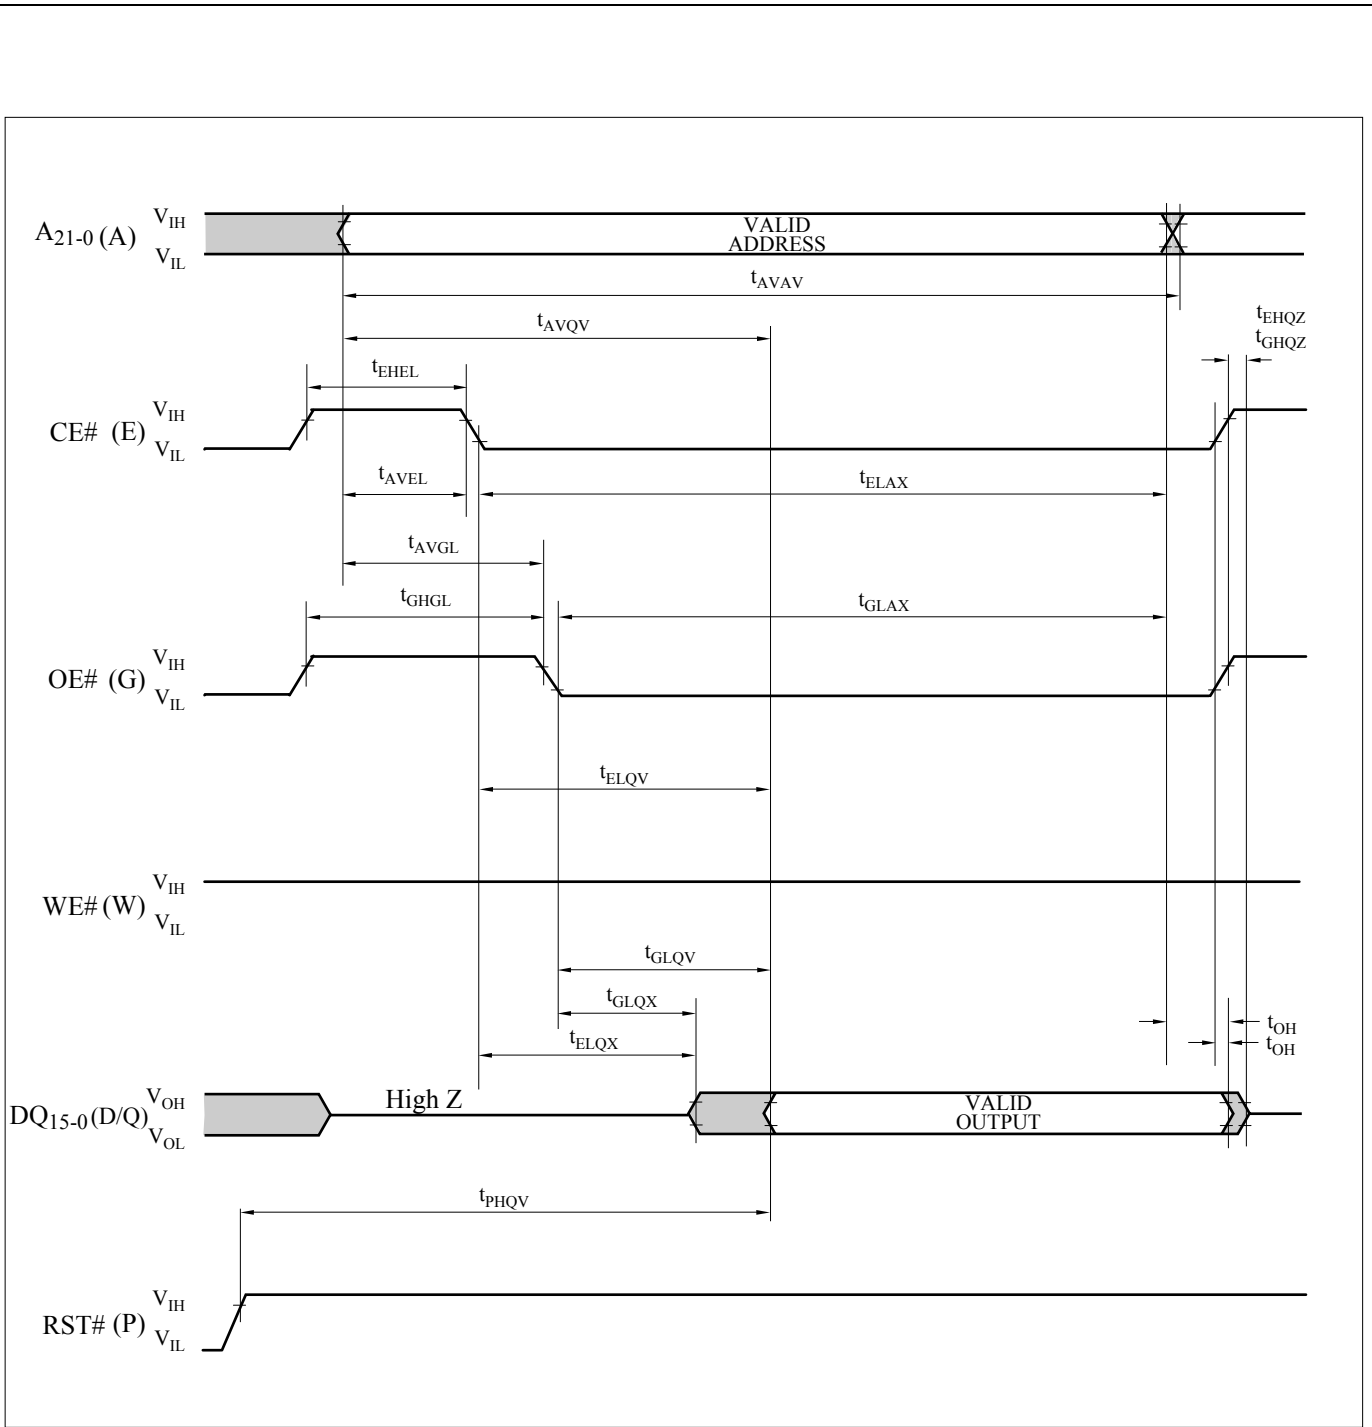 VIH
A21-0 (A)
VIL
VALID
ADDRESS
tAVAV
tAVQV
tEHQZ
tGHQZ
tEHEL
VIH
CE# (E)
VIL
tAVEL
tELAX
tAVGL
tGHGL
tGLAX
VIH
OE# (G)
VIL
tELQV
VIH
WE# (W)
VIL
tGLQV
tGLQX
tELQX
tOH
tOH
VOH
DQ15-0 (D/Q)
VOL
High Z
VALID
OUTPUT
tPHQV
VIH
RST# (P)
VIL